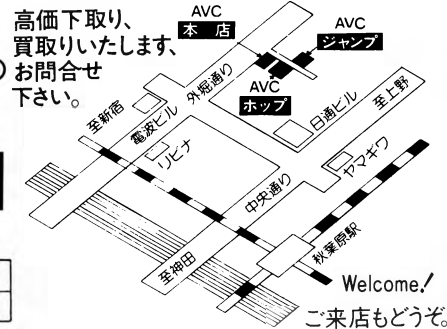 高価下取り、
買取りいたします、
お問合せ
下さい。
AVC
本店
AVC
ジャンプ
AVC
ホップ
外堀通り
至新宿
電波ビル
リビナ
日通ビル
至上野
ヤマギワ
中央通り
至神田
秋葉原駅
Welcome!
ご来店もどうぞ。